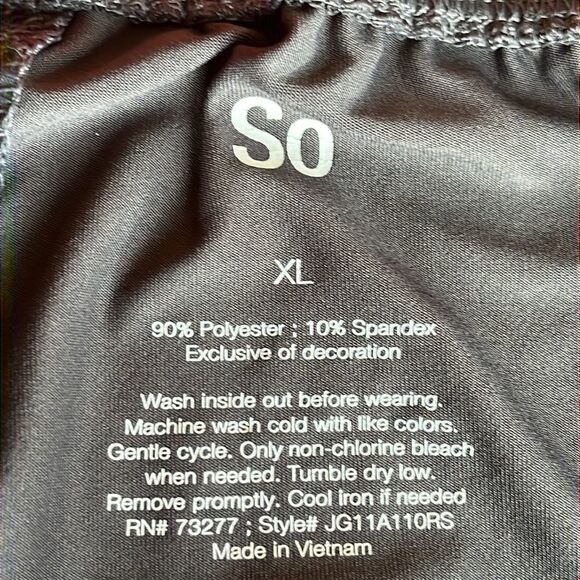 So
XL
90% Polyester ; 10% Spandex
Exclusive of decoration
Wash inside out before wearing.
Machine wash cold with like colors.
Gentle cycle. Only non-chlorine bleach
when needed. Tumble dry low.
Remove promptly. Cool iron if needed
RN# 73277 ; Style# JG11A110RS
Made in Vietnam